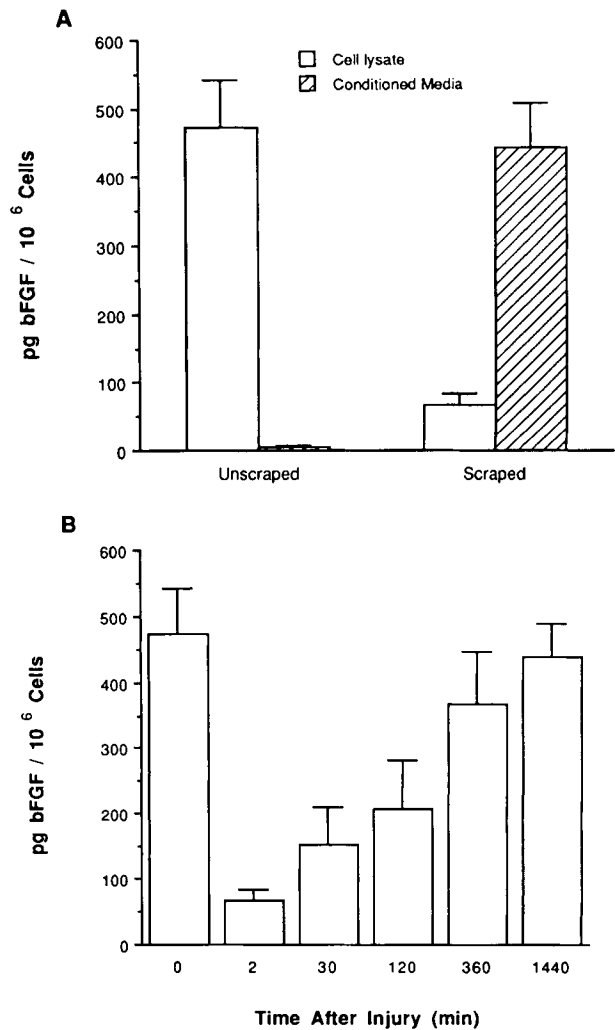 A
600
500
400
300
200
100
0
pg bFGF / 10 6 Cells
Cell lysate
Conditioned Media
Unscraped
Scraped
B
600
500
400
300
200
100
0
pg bFGF / 10 6 Cells
0 2 30 120 360 1440
Time After Injury (min)